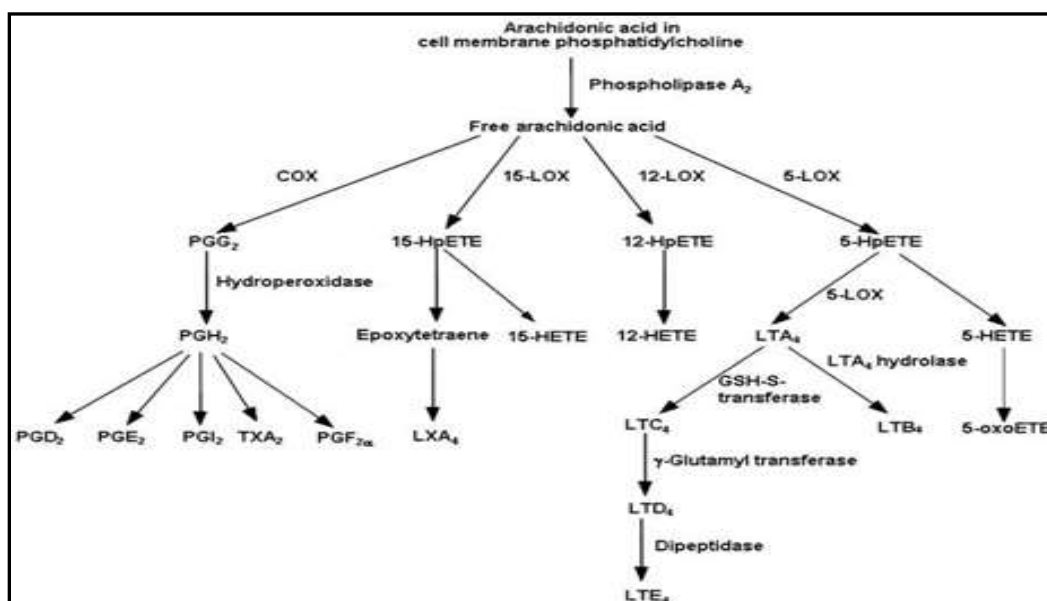 Arachidonic acid in
cell membrane phosphatidylcholine
Phospholipase A₂
Free arachidonic acid
COX
15-LOX
12-LOX
5-LOX
PGG₂
15-HpETE
12-HpETE
5-HpETE
Hydroperoxidase
5-LOX
PGH₂
Epoxytetraene
15-HETE
12-HETE
LTA₄
5-HETE
LTA₄ hydrolase
GSH-S-
transferase
PGD₂
PGE₂
PGI₂
TXA₂
PGF₂α
LXA₄
LTC₄
LTB₄
5-oxoETE
γ-Glutamyl transferase
LTD₄
Dipeptidase
LTE₄